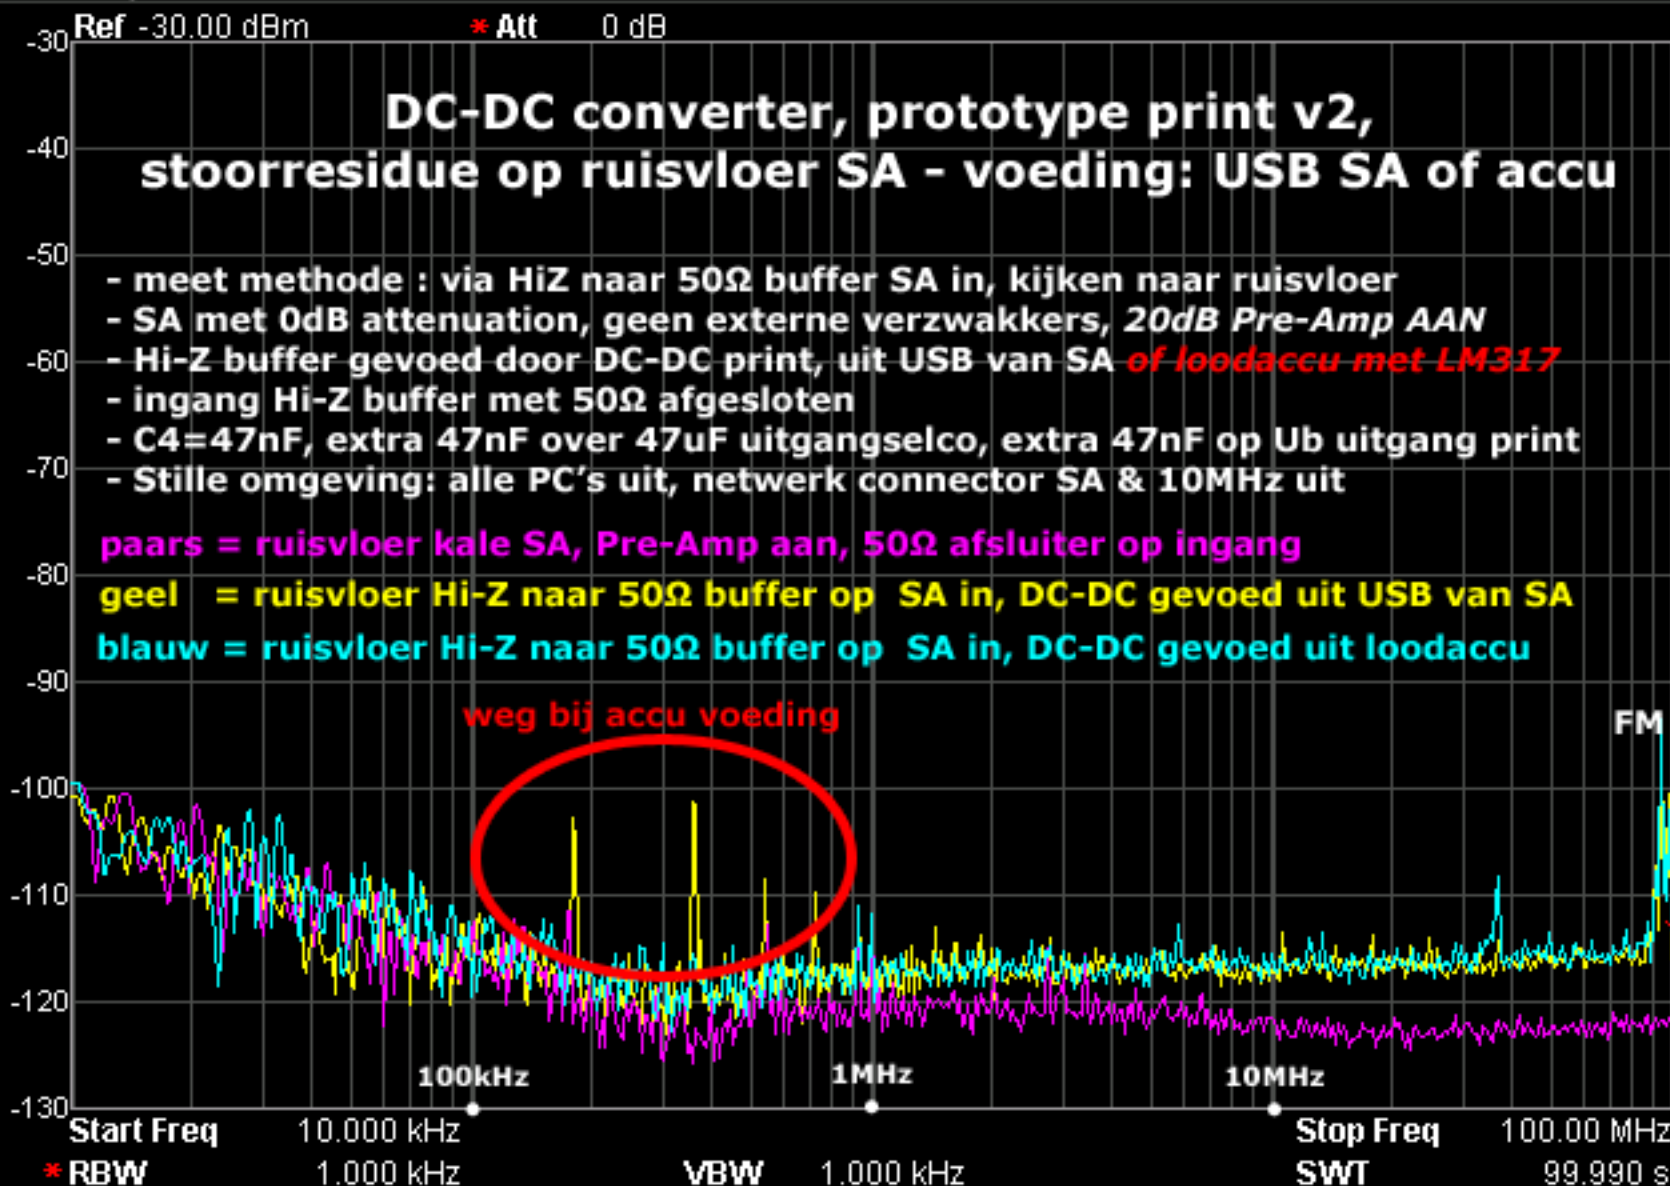 Ref -30.00 dBm * Att 0 dB
-30
DC-DC converter, prototype print v2,
-40
stoorresidue op ruisvloer SA - voeding: USB SA of accu
-50
- meet methode : via HiZ naar 50Ω buffer SA in, kijken naar ruisvloer
- SA met 0dB attenuation, geen externe verzwakkers, 20dB Pre-Amp AAN
-60
- Hi-Z buffer gevoed door DC-DC print, uit USB van SA of loodaccu met LM317
- ingang Hi-Z buffer met 50Ω afgesloten
- C4=47nF, extra 47nF over 47uF uitgangselco, extra 47nF op Ub uitgang print
-70
- Stille omgeving: alle PC's uit, netwerk connector SA & 10MHz uit
paars = ruisvloer kale SA, Pre-Amp aan, 50Ω afsluiter op ingang
-80
geel = ruisvloer Hi-Z naar 50Ω buffer op SA in, DC-DC gevoed uit USB van SA
blauw = ruisvloer Hi-Z naar 50Ω buffer op SA in, DC-DC gevoed uit loodaccu
-90
weg bij accu voeding
FM
-100
-110
-120
100kHz 1MHz 10MHz
-130
Start Freq 10.000 kHz Stop Freq 100.00 MHz
* RBW 1.000 kHz VBW 1.000 kHz SWT 99.990 s